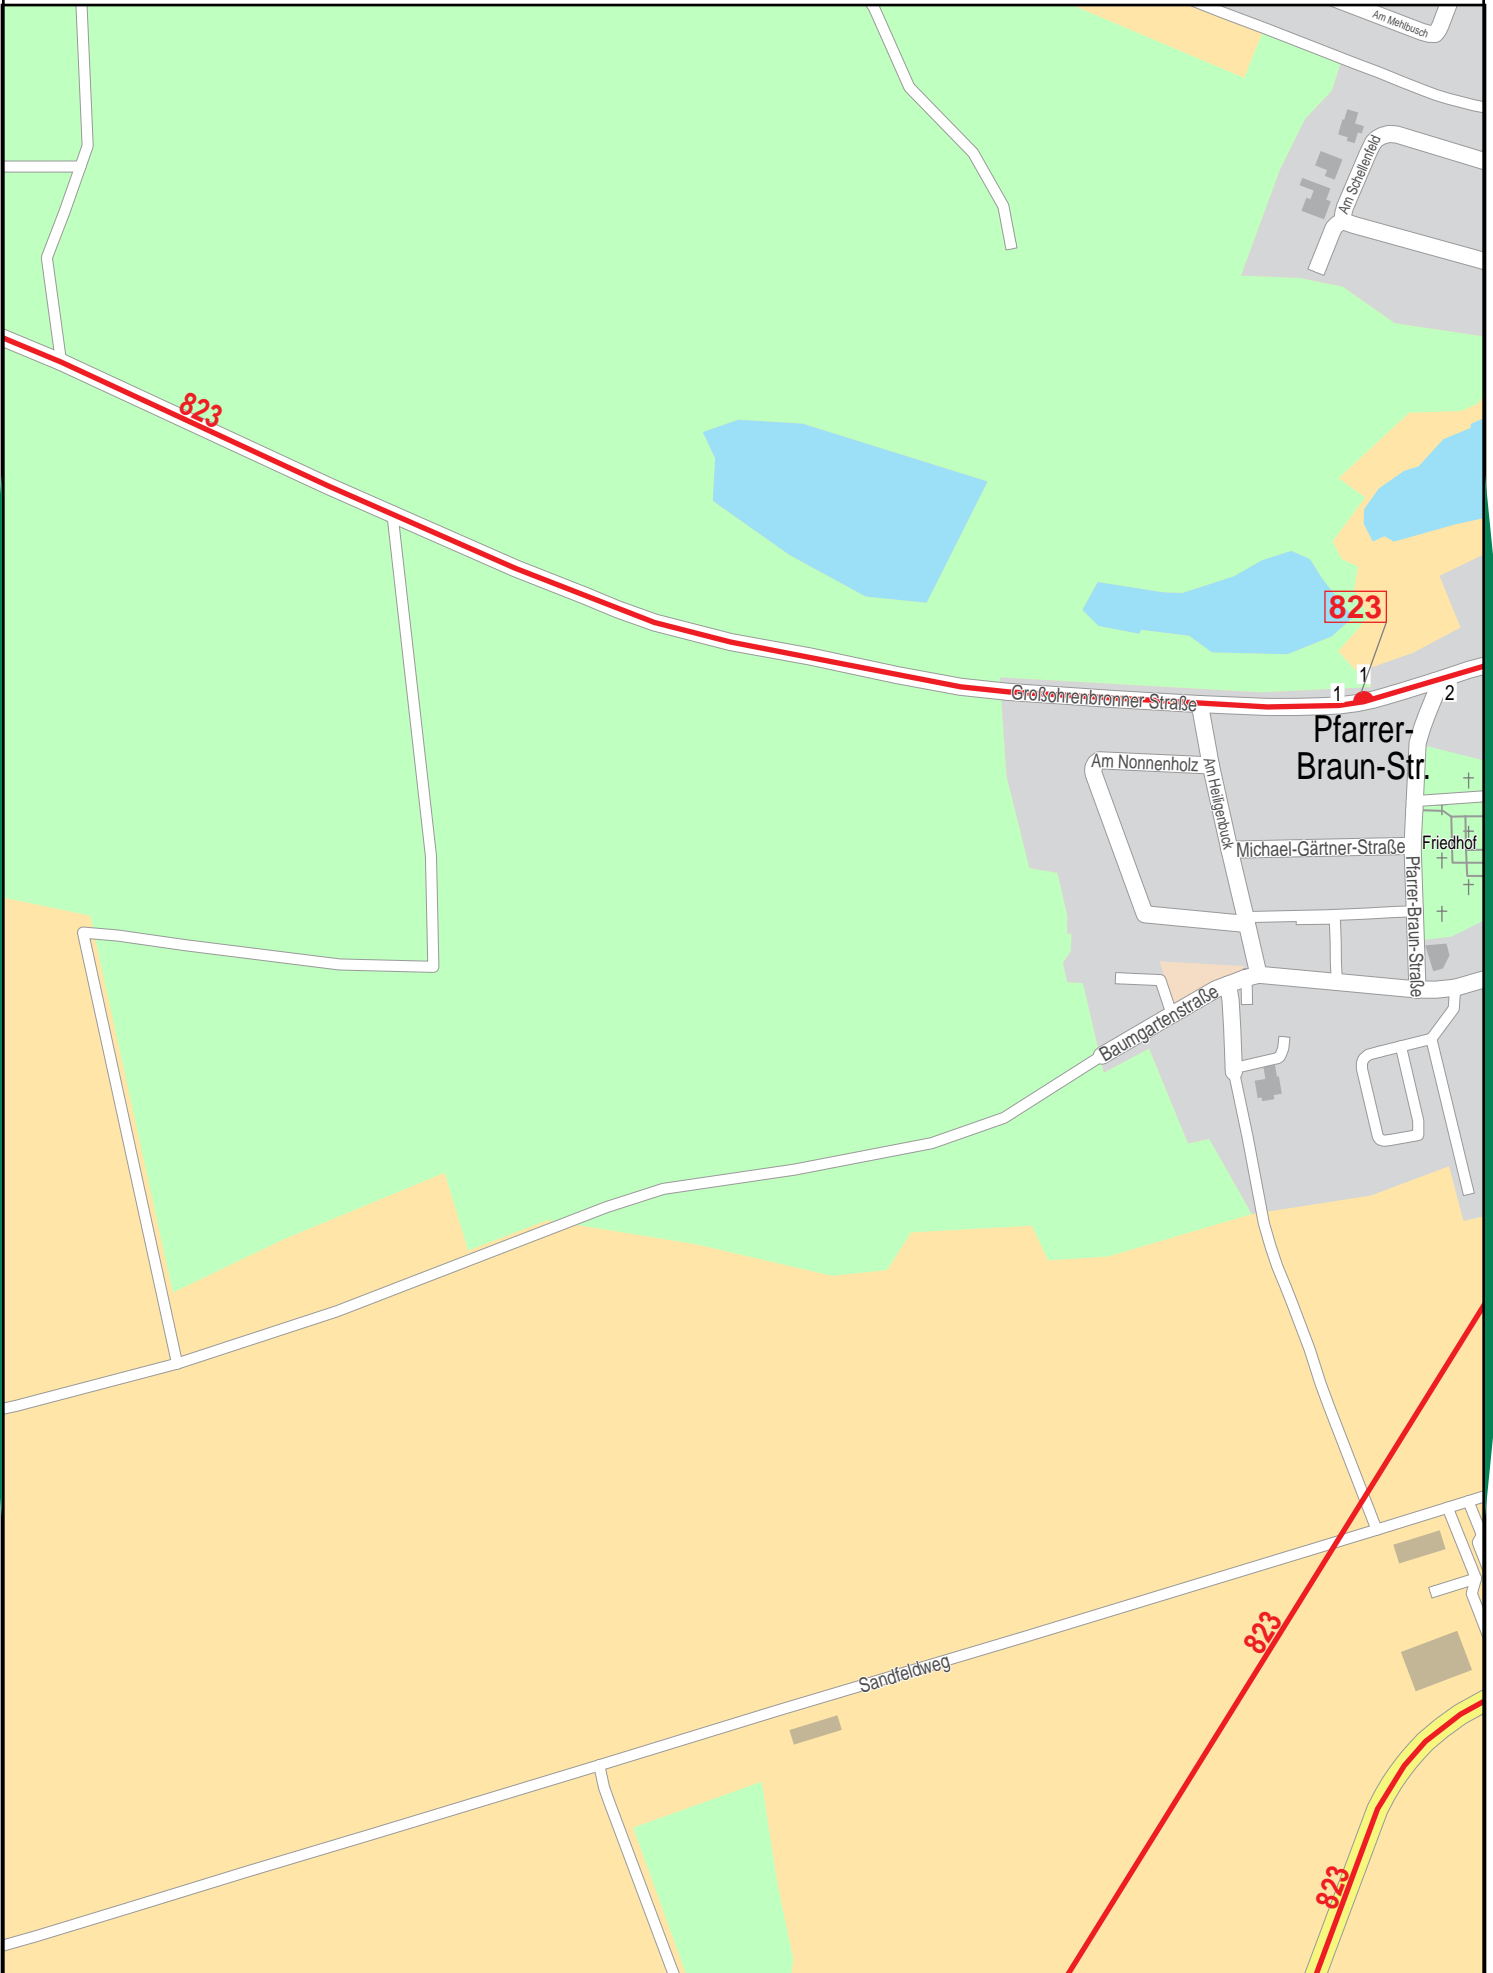 Am Mehlbusch
Am Schellenfeld
823
823
1
1
2
Großohrenbronner Straße
Pfarrer-
Braun-Str.
Am Nonnenholz
Am Heiligenbuck
Michael-Gärtner-Straße
Friedhof
Pfarrer-Braun-Straße
Baumgartenstraße
823
Sandfeldweg
823